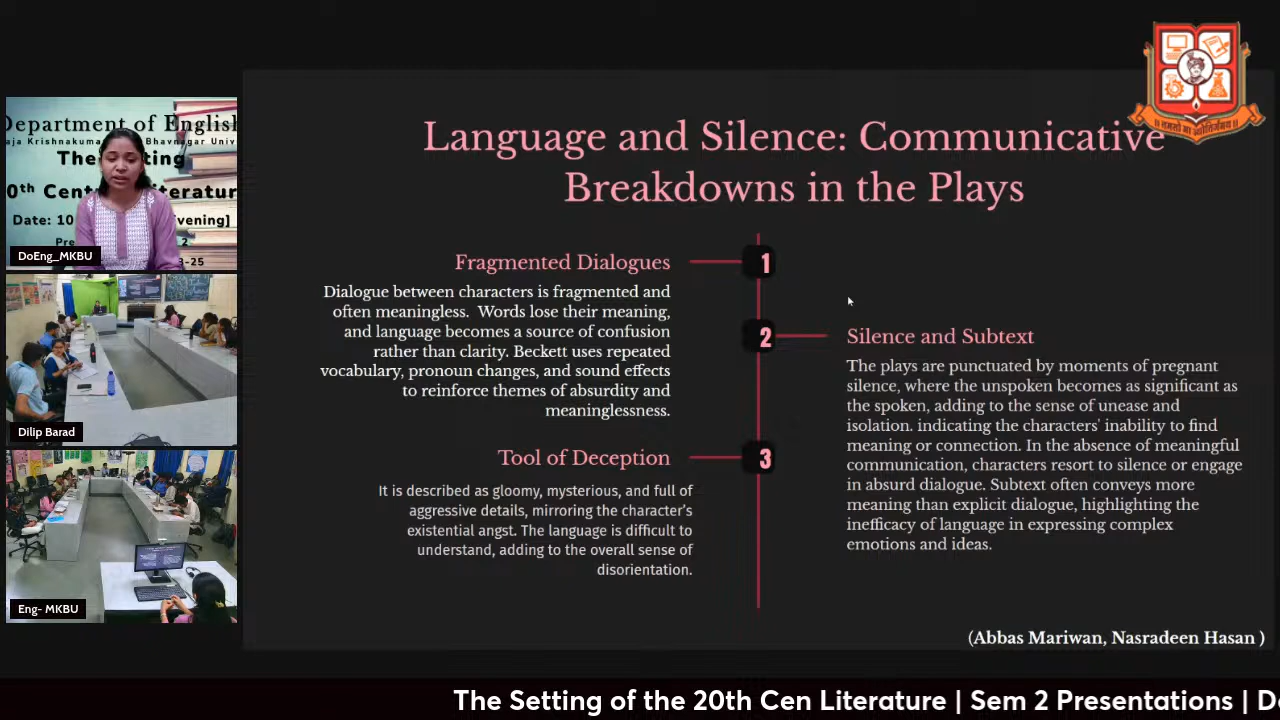 Department of English
Krishnakuma
Bhavnagar Univ
Date: 10
vening]
2
-25
DoEng_MKBU
Dilip Barad
Eng- MKBU
Language and Silence: Communicative
Breakdowns in the Plays
1
Fragmented Dialogues
Dialogue between characters is fragmented and
often meaningless. Words lose their meaning,
and language becomes a source of confusion
rather than clarity. Beckett uses repeated
vocabulary, pronoun changes, and sound effects
to reinforce themes of absurdity and
meaninglessness.
2
Silence and Subtext
The plays are punctuated by moments of pregnant
silence, where the unspoken becomes as significant as
the spoken, adding to the sense of unease and
isolation. indicating the characters' inability to find
meaning or connection. In the absence of meaningful
communication, characters resort to silence or engage
in absurd dialogue. Subtext often conveys more
meaning than explicit dialogue, highlighting the
inefficacy of language in expressing complex
emotions and ideas.
3
Tool of Deception
It is described as gloomy, mysterious, and full of
aggressive details, mirroring the character's
existential angst. The language is difficult to
understand, adding to the overall sense of
disorientation.
(Abbas Mariwan, Nasradeen Hasan )
The Setting of the 20th Cen Literature | Sem 2 Presentations | D